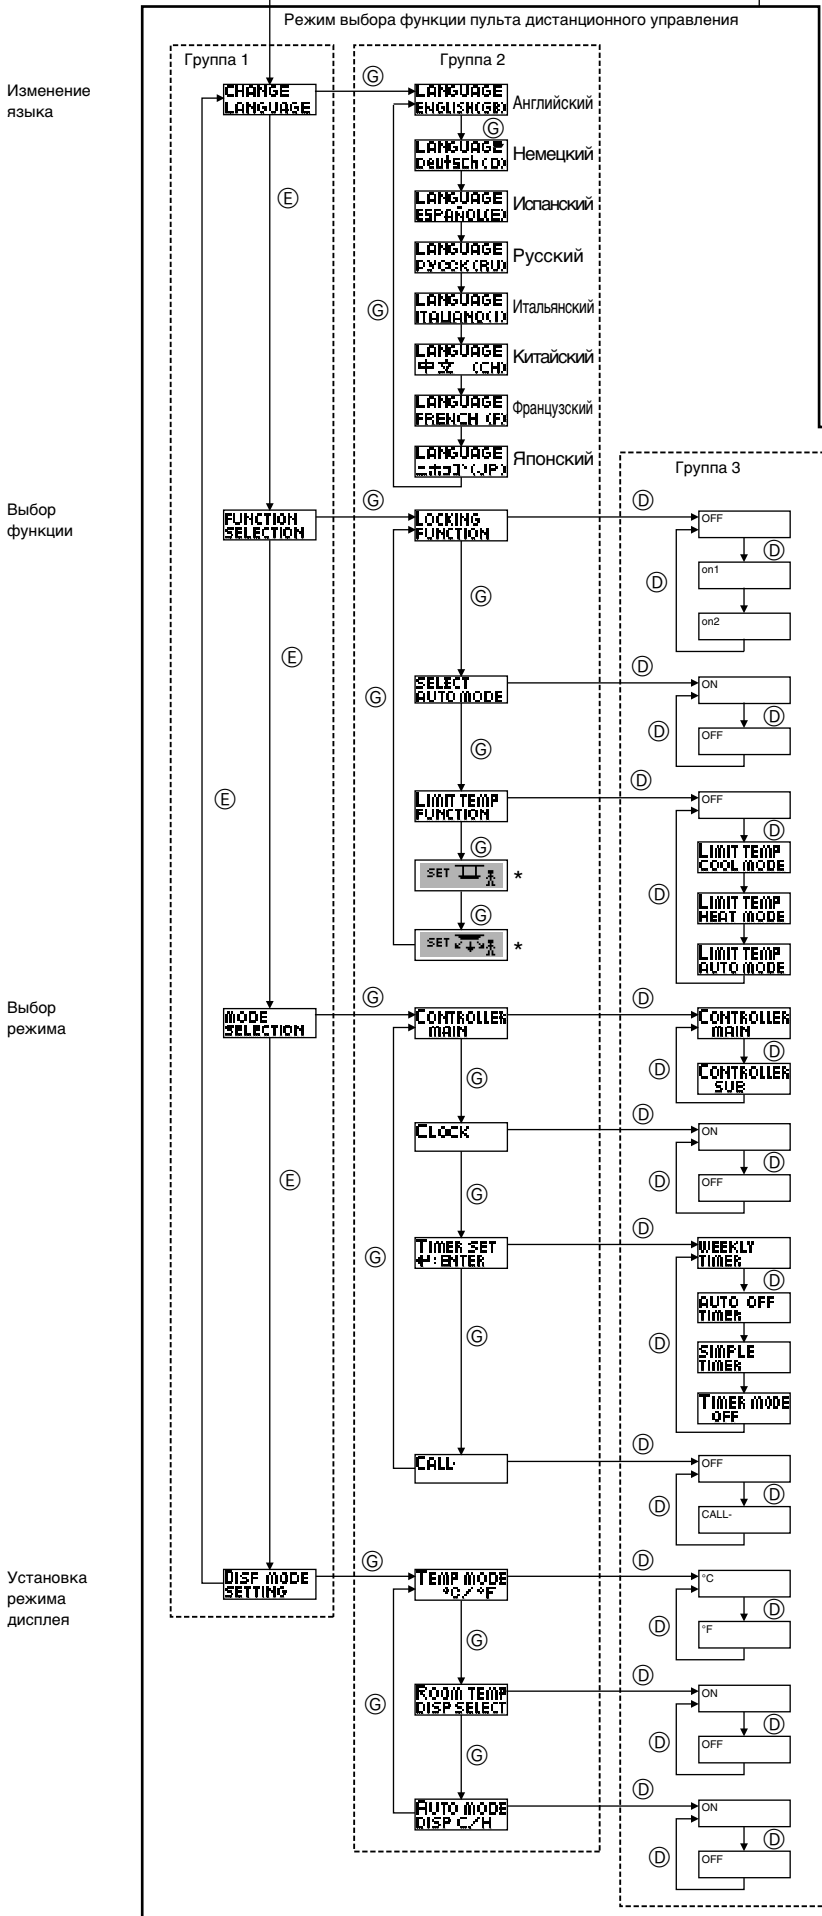 Режим выбора функции пульта дистанционного управления
Группа 1
Группа 2
Изменение
языка
CHANGE
LANGUAGE
G
LANGUAGE
ENGLISH(GB)
Английский
G
LANGUAGE
Deutsch(D)
Немецкий
E
LANGUAGE
ESPAÑOL(E)
Испанский
LANGUAGE
Русский
G
LANGUAGE
ITALIANO(I)
Итальянский
LANGUAGE
中文 (CH)
Китайский
LANGUAGE
FRENCH (F)
Французский
LANGUAGE
(JP)
Японский
Группа 3
Выбор
функции
FUNCTION
SELECTION
G
LOCKING
FUNCTION
D
OFF
D
on1
D
on2
G
E
G
SELECT
AUTO MODE
D
ON
D
OFF
D
G
E
LIMIT TEMP
FUNCTION
D
OFF
D
LIMIT TEMP
COOL MODE
G
SET *
D
LIMIT TEMP
HEAT MODE
G
SET *
LIMIT TEMP
AUTO MODE
Выбор
режима
MODE
SELECTION
G
CONTROLLER
MAIN
D
CONTROLLER
MAIN
D
CONTROLLER
SUB
D
G
CLOCK
D
ON
D
OFF
D
E
G
G
TIMER SET
↵:ENTER
D
WEEKLY
TIMER
D
AUTO OFF
TIMER
G
D
SIMPLE
TIMER
TIMER MODE
OFF
CALL-
D
OFF
D
CALL-
D
Установка
режима
дисплея
DISP MODE
SETTING
G
TEMP MODE
°C/°F
D
°C
D
°F
D
G
G
ROOM TEMP
DISP SELECT
D
ON
D
OFF
D
G
AUTO MODE
DISP C/H
D
ON
D
OFF
D